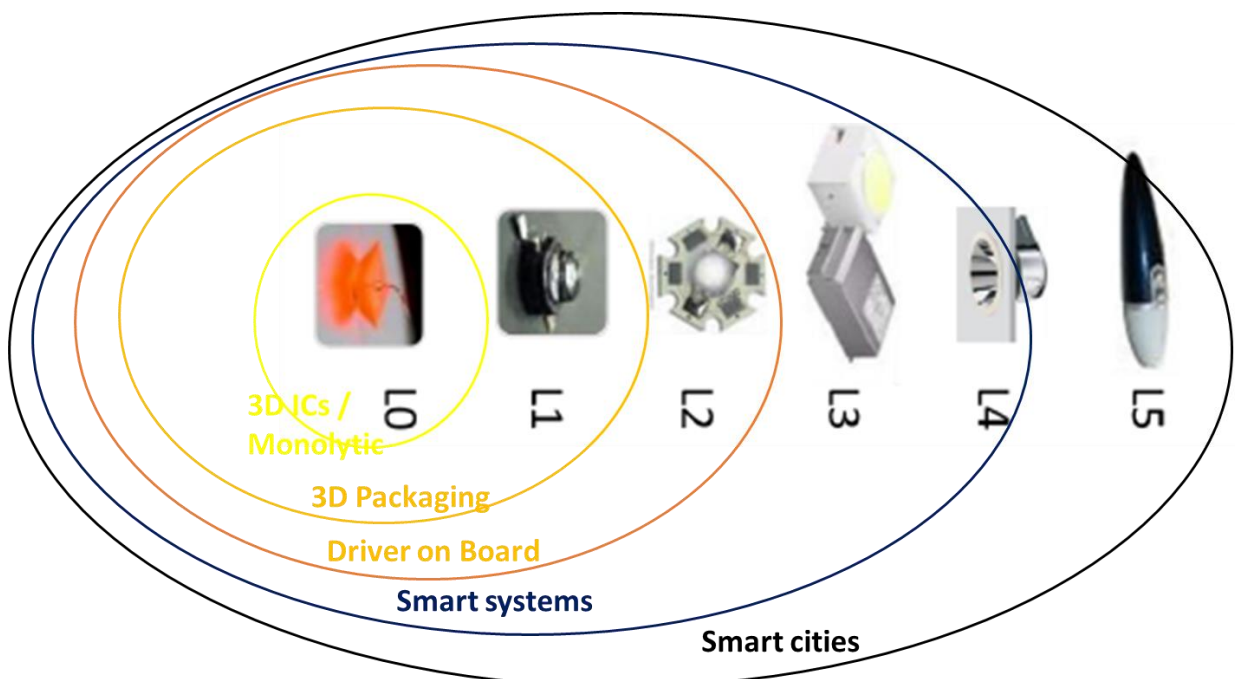 L0
L1
L2
L3
L4
L5
3D ICs /
Monolytic
3D Packaging
Driver on Board
Smart systems
Smart cities